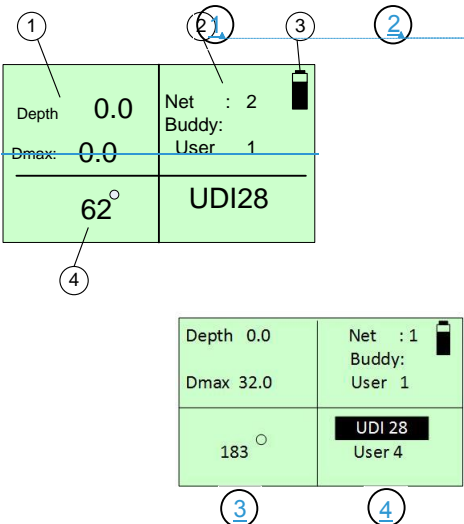 1 2 1 3 2
Depth 0.0
Net : 2
Buddy:
Dmax: 0.0
User 1
62°
UDI28
4
Depth 0.0
Net : 1
Buddy:
Dmax 32.0
User 1
183°
UDI 28
User 4
3 4